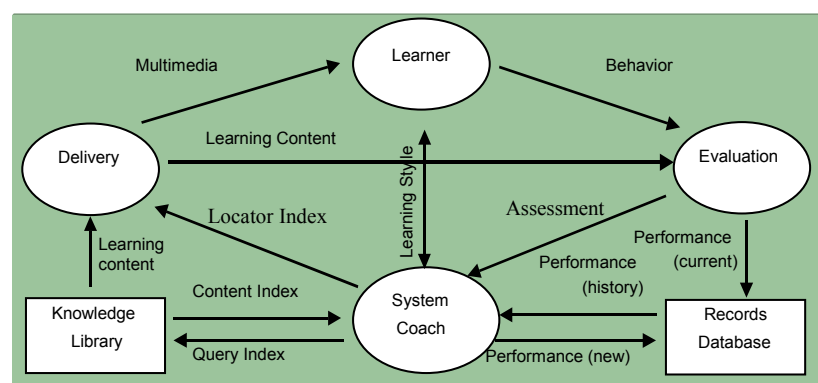 Learner
Multimedia
Behavior
Learning Content
Delivery
Evaluation
Learning Stylle
Locator Index
Assessment
Learning
content
Performance
(current)
Performance
(history)
Content Index
System
Coach
Knowledge
Library
Records
Database
Query Index
Performance (new)